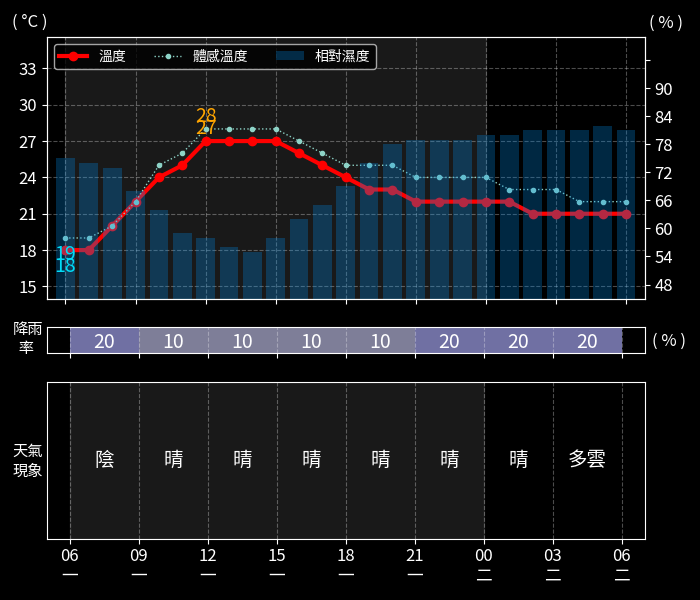 ( °C )
( % )
溫度 體感溫度 相對濕度
33
30
27
24
21
18
15
90
84
78
72
66
60
54
48
28
27
19
18
降雨率
20 10 10 10 10 20 20 20
( % )
天氣現象
陰 晴 晴 晴 晴 晴 晴 多雲
06 09 12 15 18 21 00 03 06
一 一 一 一 一 一 二 二 二